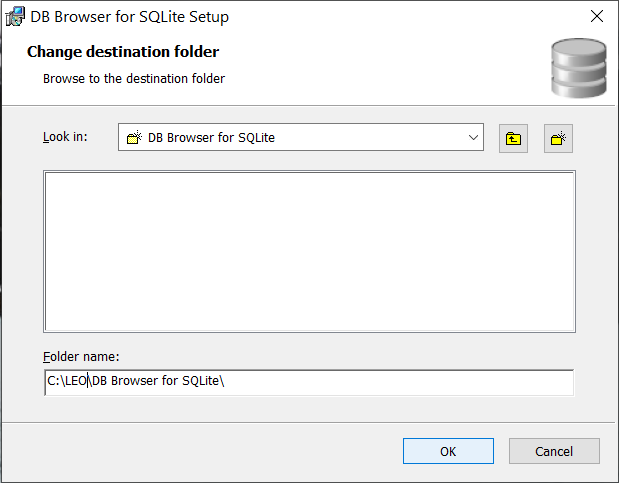 DB Browser for SQLite Setup
Change destination folder
Browse to the destination folder
Look in:
DB Browser for SQLite
Folder name:
C:\LEO\DB Browser for SQLite\
OK
Cancel